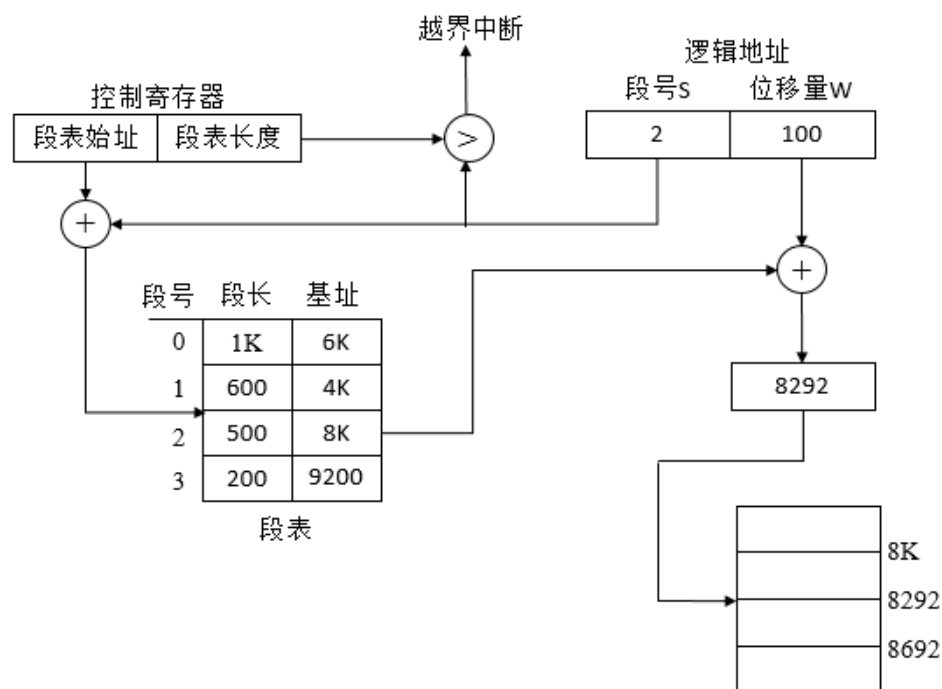 越界中断
逻辑地址
控制寄存器
段号S 位移量W
段表始址 段表长度
>
2 100
+
+
段号 段长 基址
0 1K 6K
1 600 4K
2 500 8K
3 200 9200
段表
8292
8K
8292
8692